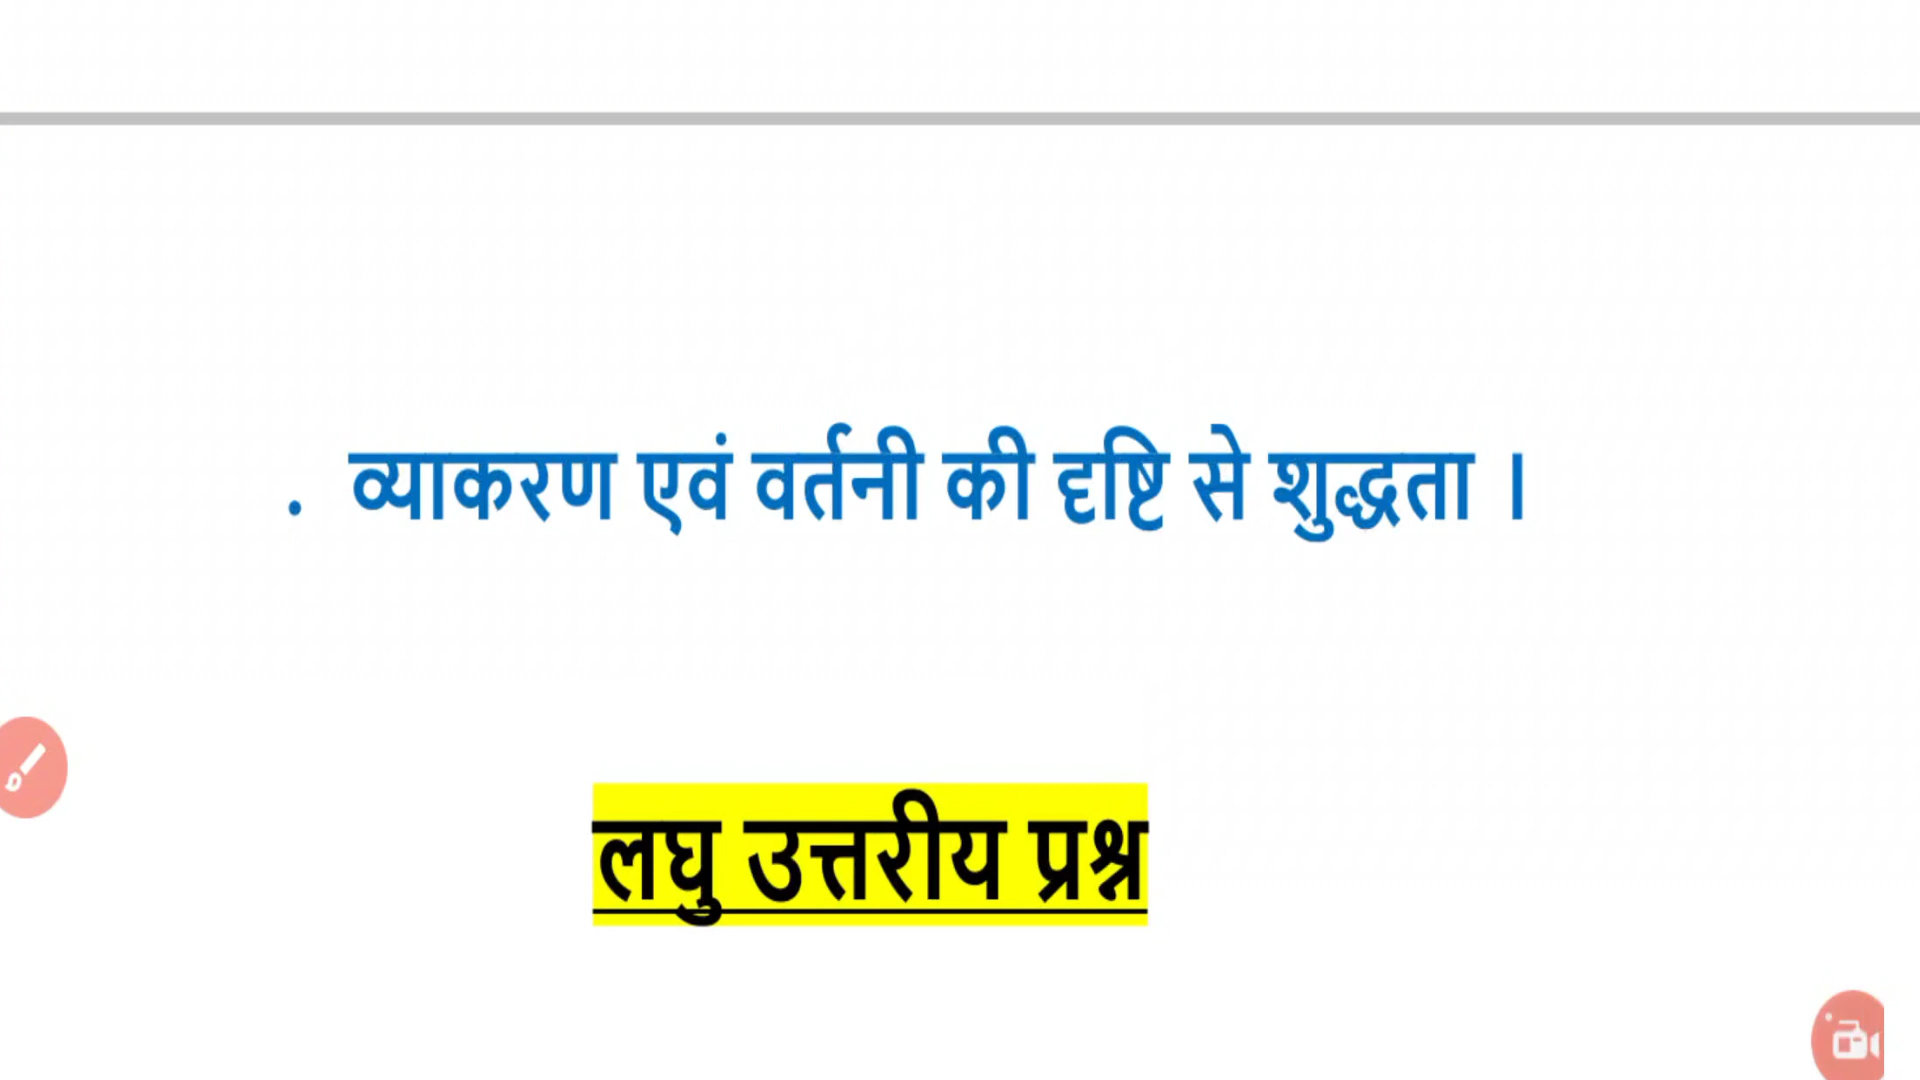 . व्याकरण एवं वर्तनी की दृष्टि से शुद्धता ।
लघु उत्तरीय प्रश्न